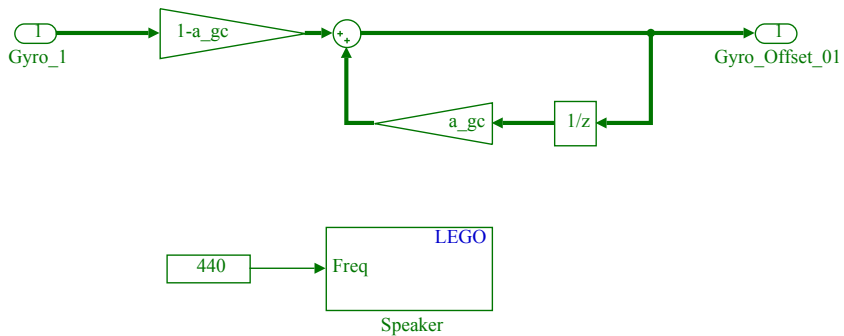 1
Gyro_1
1-a_gc
+
+
1
Gyro_Offset_01
a_gc
1/z
440
LEGO
Freq
Speaker